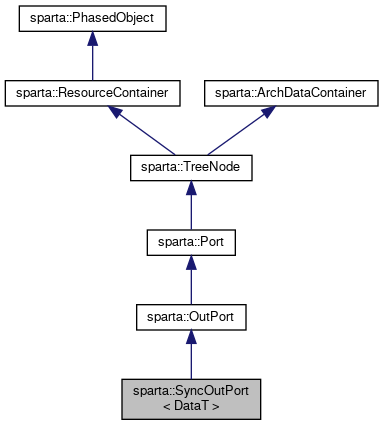 sparta::PhasedObject
sparta::ResourceContainer
sparta::ArchDataContainer
sparta::TreeNode
sparta::Port
sparta::OutPort
sparta::SyncOutPort
< DataT >